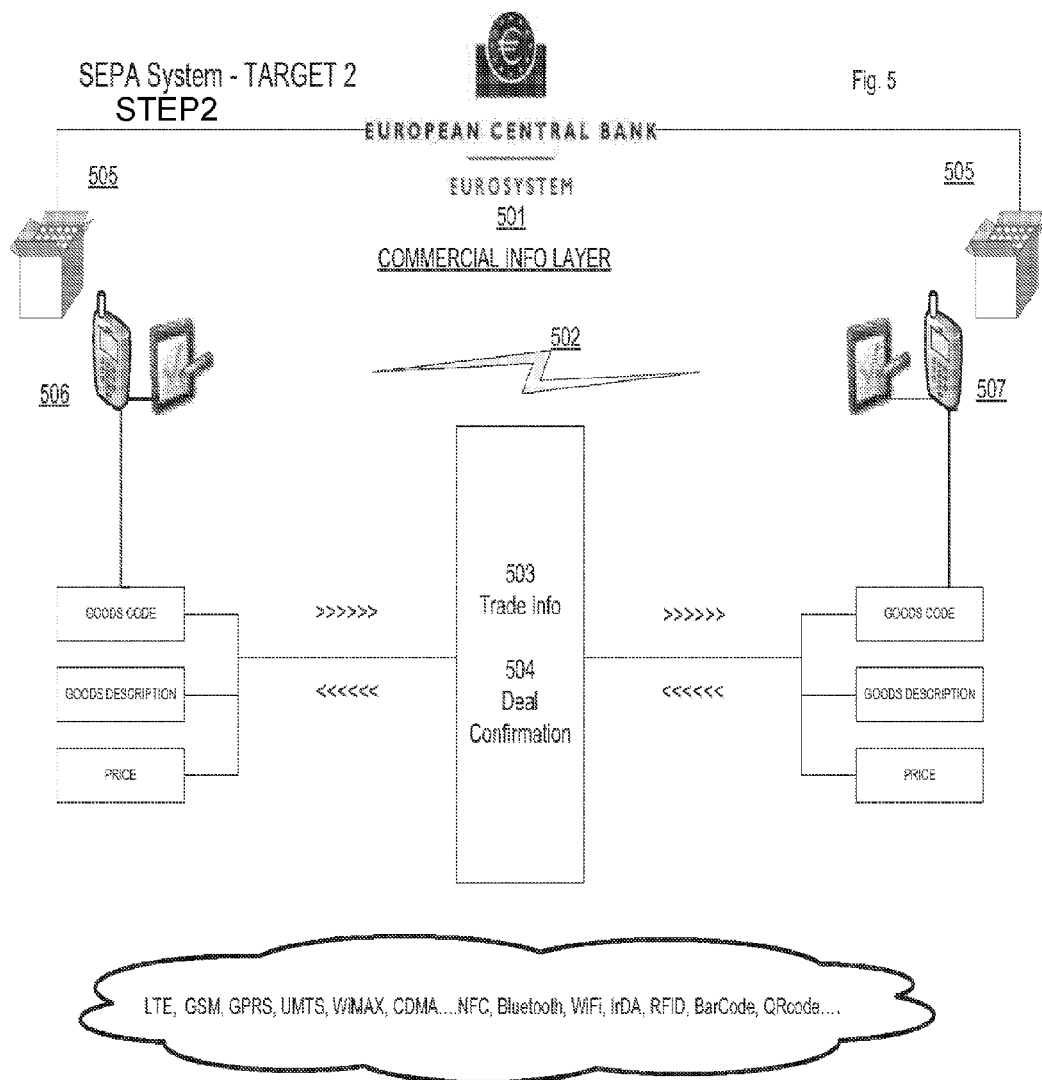 SEPA System - TARGET 2
STEP2
Fig. 5
EUROPEAN CENTRAL BANK
EUROSYSTEM
501
505
505
COMMERCIAL INFO LAYER
502
506
507
503
Trade Info
504
Deal
Confirmation
GOODS CODE
>>>>>>
>>>>>>
GOODS CODE
GOODS DESCRIPTION
<<<<<<
<<<<<<
GOODS DESCRIPTION
PRICE
PRICE
LTE, GSM, GPRS, UMTS, WiMAX, CDMA....NFC, Bluetooth, WiFi, IrDA, RFID, BarCode, QRcode....